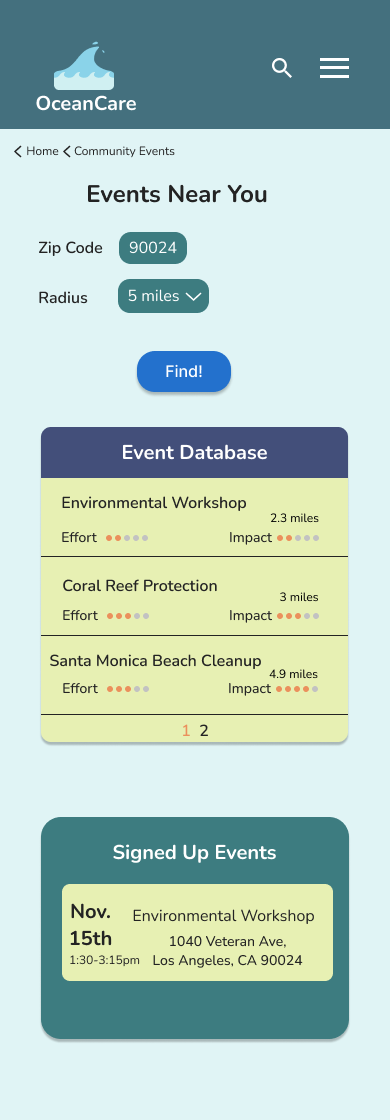 OceanCare
Home Community Events
Events Near You
Zip Code 90024
Radius 5 miles
Find!
Event Database
Environmental Workshop
2.3 miles
Effort Impact
Coral Reef Protection
3 miles
Effort Impact
Santa Monica Beach Cleanup
4.9 miles
Effort Impact
1 2
Signed Up Events
Nov.
15th
1:30-3:15pm
Environmental Workshop
1040 Veteran Ave,
Los Angeles, CA 90024